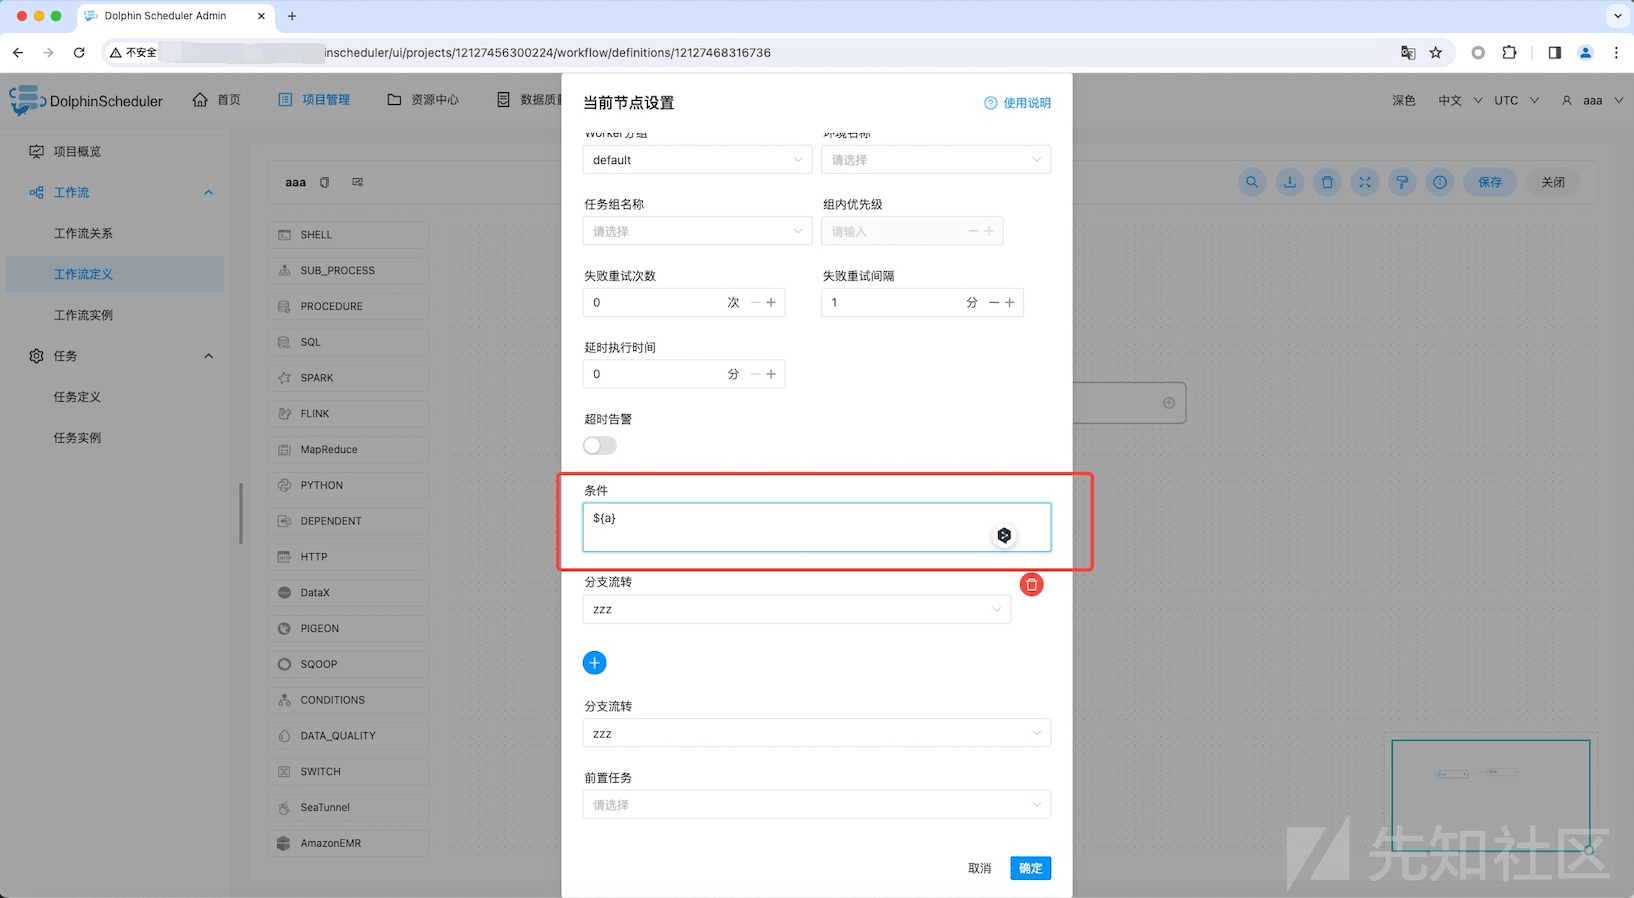 Dolphin Scheduler Admin
不安全
inscheduler/ui/projects/12127456300224/workflow/definitions/12127468316736
DolphinScheduler
首页
项目管理
资源中心
数据质量
深色
中文
UTC
aaa
当前节点设置
使用说明
Worker分组
环境名称
default
请选择
任务组名称
组内优先级
请选择
请输入
失败重试次数
失败重试间隔
0
次
1
分
延时执行时间
0
分
超时告警
条件
${a}
分支流转
zzz
分支流转
zzz
前置任务
请选择
取消
确定
项目概览
工作流
工作流关系
工作流定义
工作流实例
任务
任务定义
任务实例
aaa
保存
关闭
SHELL
SUB_PROCESS
PROCEDURE
SQL
SPARK
FLINK
MapReduce
PYTHON
DEPENDENT
HTTP
DataX
PIGEON
SQOOP
CONDITIONS
DATA_QUALITY
SWITCH
SeaTunnel
AmazonEMR
先知社区